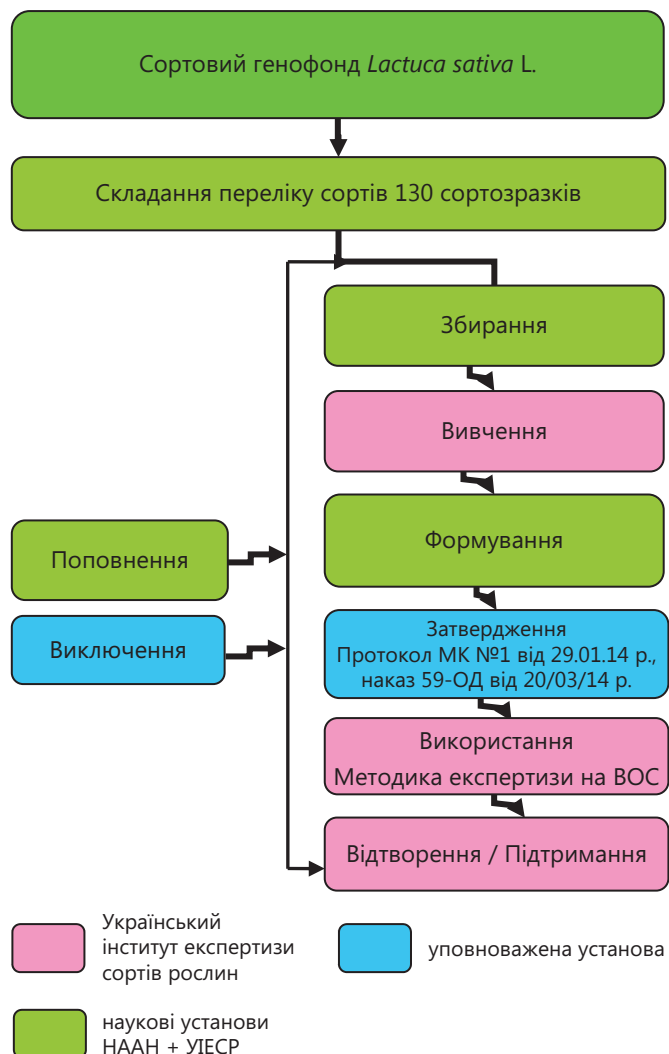 Сортовий генофонд Lactuca sativa L.
Складання переліку сортів 130 сортозразків
Збирання
Вивчення
Формування
Поповнення
Виключення
Затвердження
Протокол МК №1 від 29.01.14 р.,
наказ 59-ОД від 20/03/14 р.
Використання
Методика експертизи на ВОС
Відтворення / Підтримання
Український
інститут експертизи
сортів рослин
уповноважена установа
наукові установи
НААН + УІЕСР